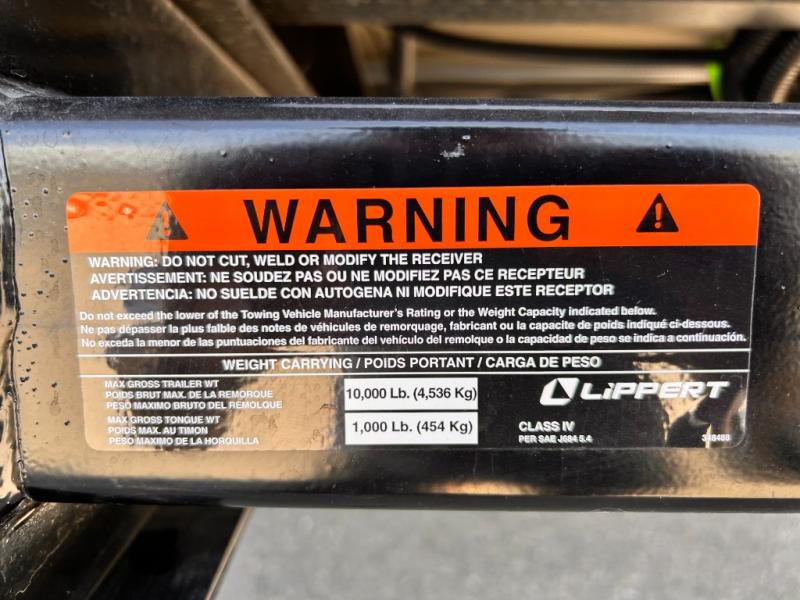 WARNING
WARNING: DO NOT CUT, WELD OR MODIFY THE RECEIVER
AVERTISSEMENT: NE SOUDEZ PAS OU NE MODIFIEZ PAS CE RECEPTEUR
ADVERTENCIA: NO SUELDE CON AUTOGENA NI MODIFIQUE ESTE RECEPTOR
Do not exceed the lower of the Towing Vehicle Manufacturer's Rating or the Weight Capacity indicated below.
Ne pas dépasser la plus faible des notes de véhicules de remorquage, fabricant ou la capacite de poids indiqué ci-dessous.
No exceda la menor de las puntuaciones del fabricante del vehículo del remolque o la capacidad de peso se indica a continuación.
WEIGHT CARRYING / POIDS PORTANT / CARGA DE PESO
MAX GROSS TRAILER WT
POIDS BRUT MAX. DE LA REMORQUE
PESO MAXIMO BRUTO DEL REMOLQUE
10,000 Lb. (4,536 Kg)
MAX GROSS TONGUE WT
POIDS MAX. AU TIMON
PESO MAXIMO DE LA HORQUILLA
1,000 Lb. (454 Kg)
LIPPERT
CLASS IV
PER SAE J684 5.4